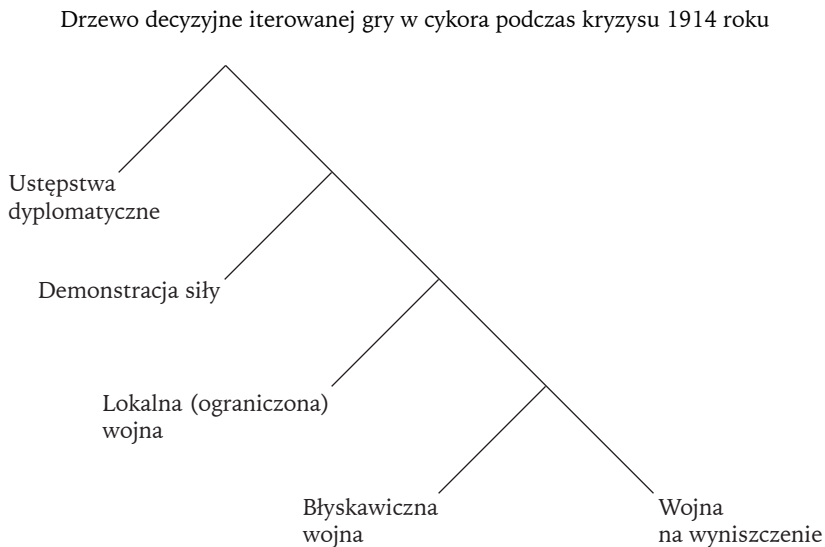 Drzewo decyzyjne iterowanej gry w cykora podczas kryzysu 1914 roku
Ustępstwa
dyplomatyczne
Demonstracja siły
Lokalna (ograniczona)
wojna
Błyskawiczna
wojna
Wojna
na wyniszczenie